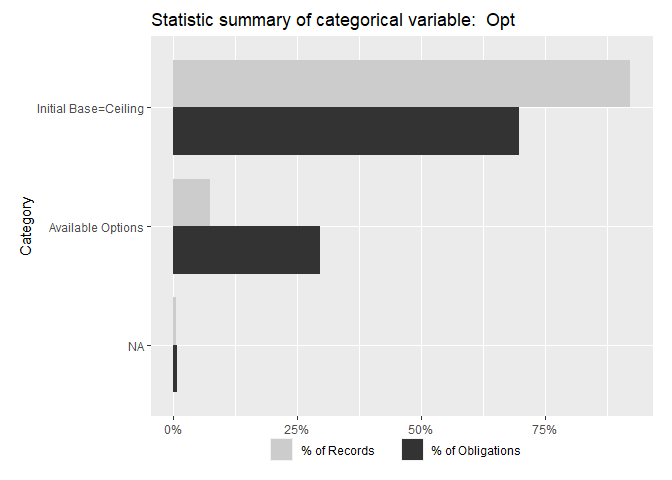 Statistic summary of categorical variable:  Opt
Initial Base=Ceiling
Available Options
NA
Category
0%
25%
50%
75%
% of Records
% of Obligations